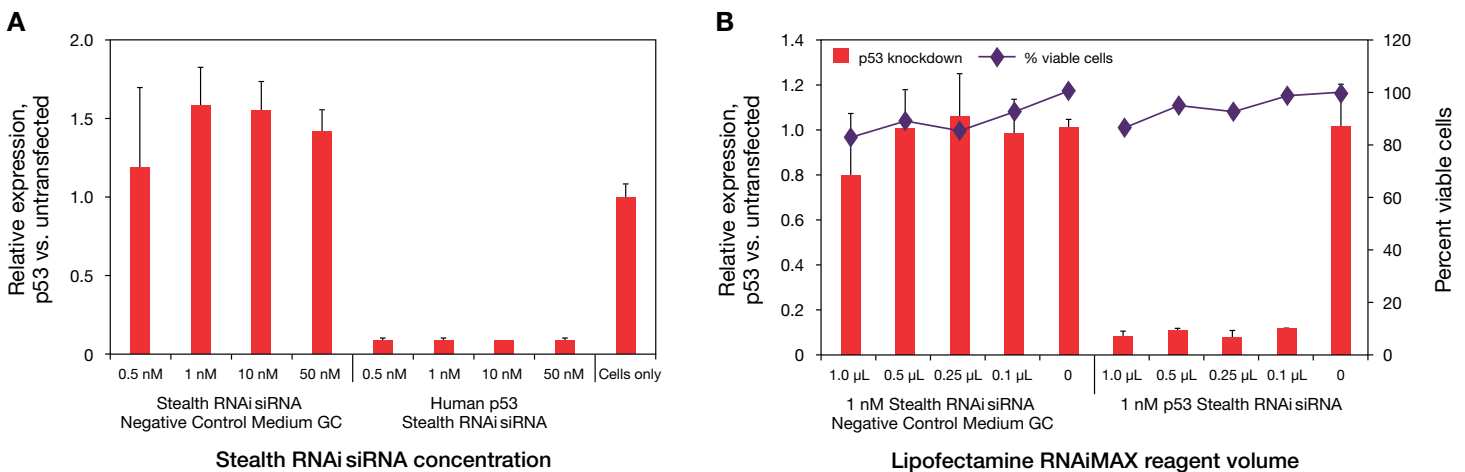 A
Relative expression,
p53 vs. untransfected
2.0
1.5
1.0
0.5
0
0.5 nM 1 nM 10 nM 50 nM 0.5 nM 1 nM 10 nM 50 nM Cells only
Stealth RNAi siRNA
Negative Control Medium GC
Human p53
Stealth RNAi siRNA
Stealth RNAi siRNA concentration
B
Relative expression,
p53 vs. untransfected
1.4
1.2
1.0
0.8
0.6
0.4
0.2
0
p53 knockdown % viable cells
120
100
80
60
40
20
0
Percent viable cells
1.0 µL 0.5 µL 0.25 µL 0.1 µL 0 1.0 µL 0.5 µL 0.25 µL 0.1 µL 0
1 nM Stealth RNAi siRNA
Negative Control Medium GC
1 nM p53 Stealth RNAi siRNA
Lipofectamine RNAiMAX reagent volume